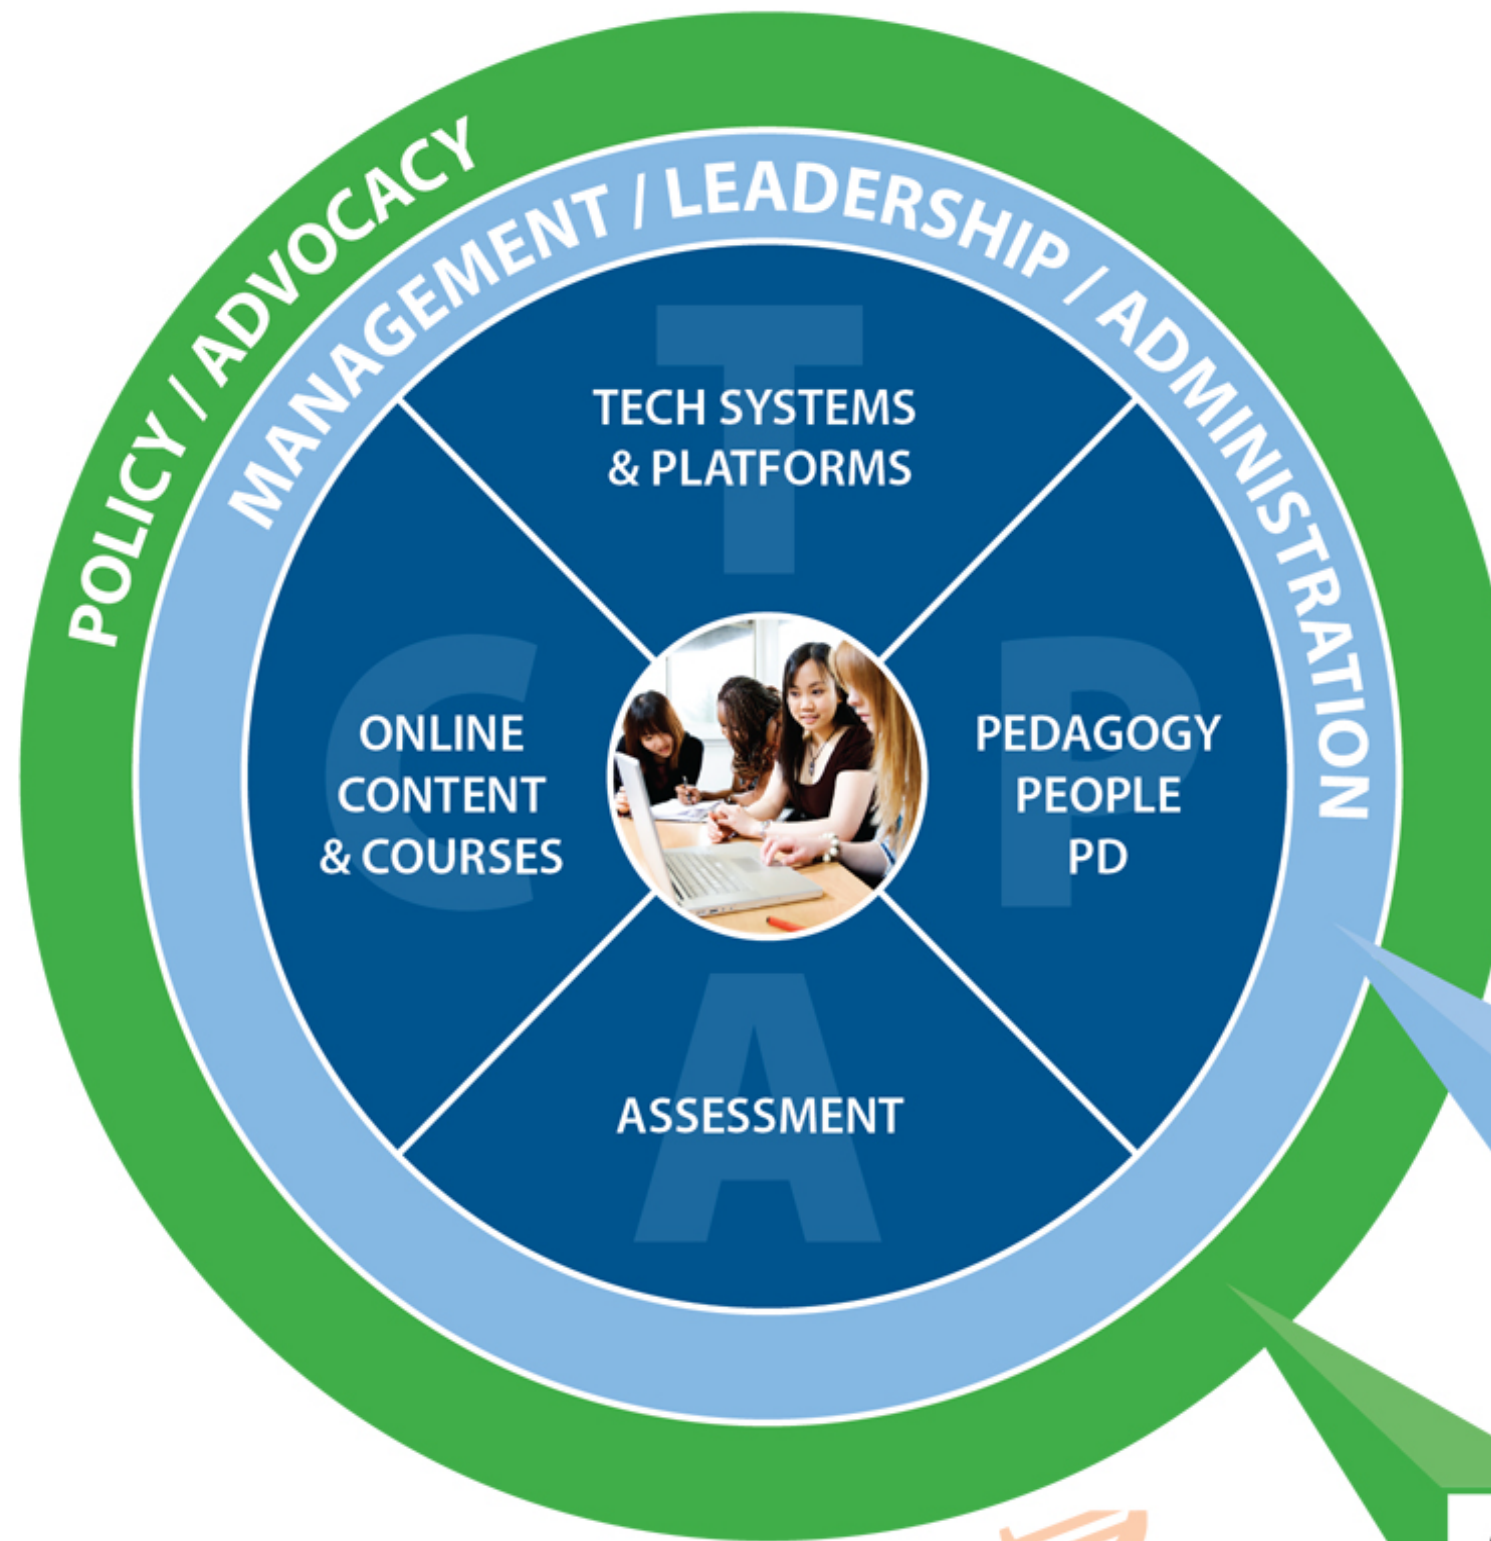 POLICY / ADVOCACY
MANAGEMENT / LEADERSHIP / ADMINISTRATION
T
TECH SYSTEMS
& PLATFORMS
C
ONLINE
CONTENT
& COURSES
P
PEDAGOGY
PEOPLE
PD
A
ASSESSMENT